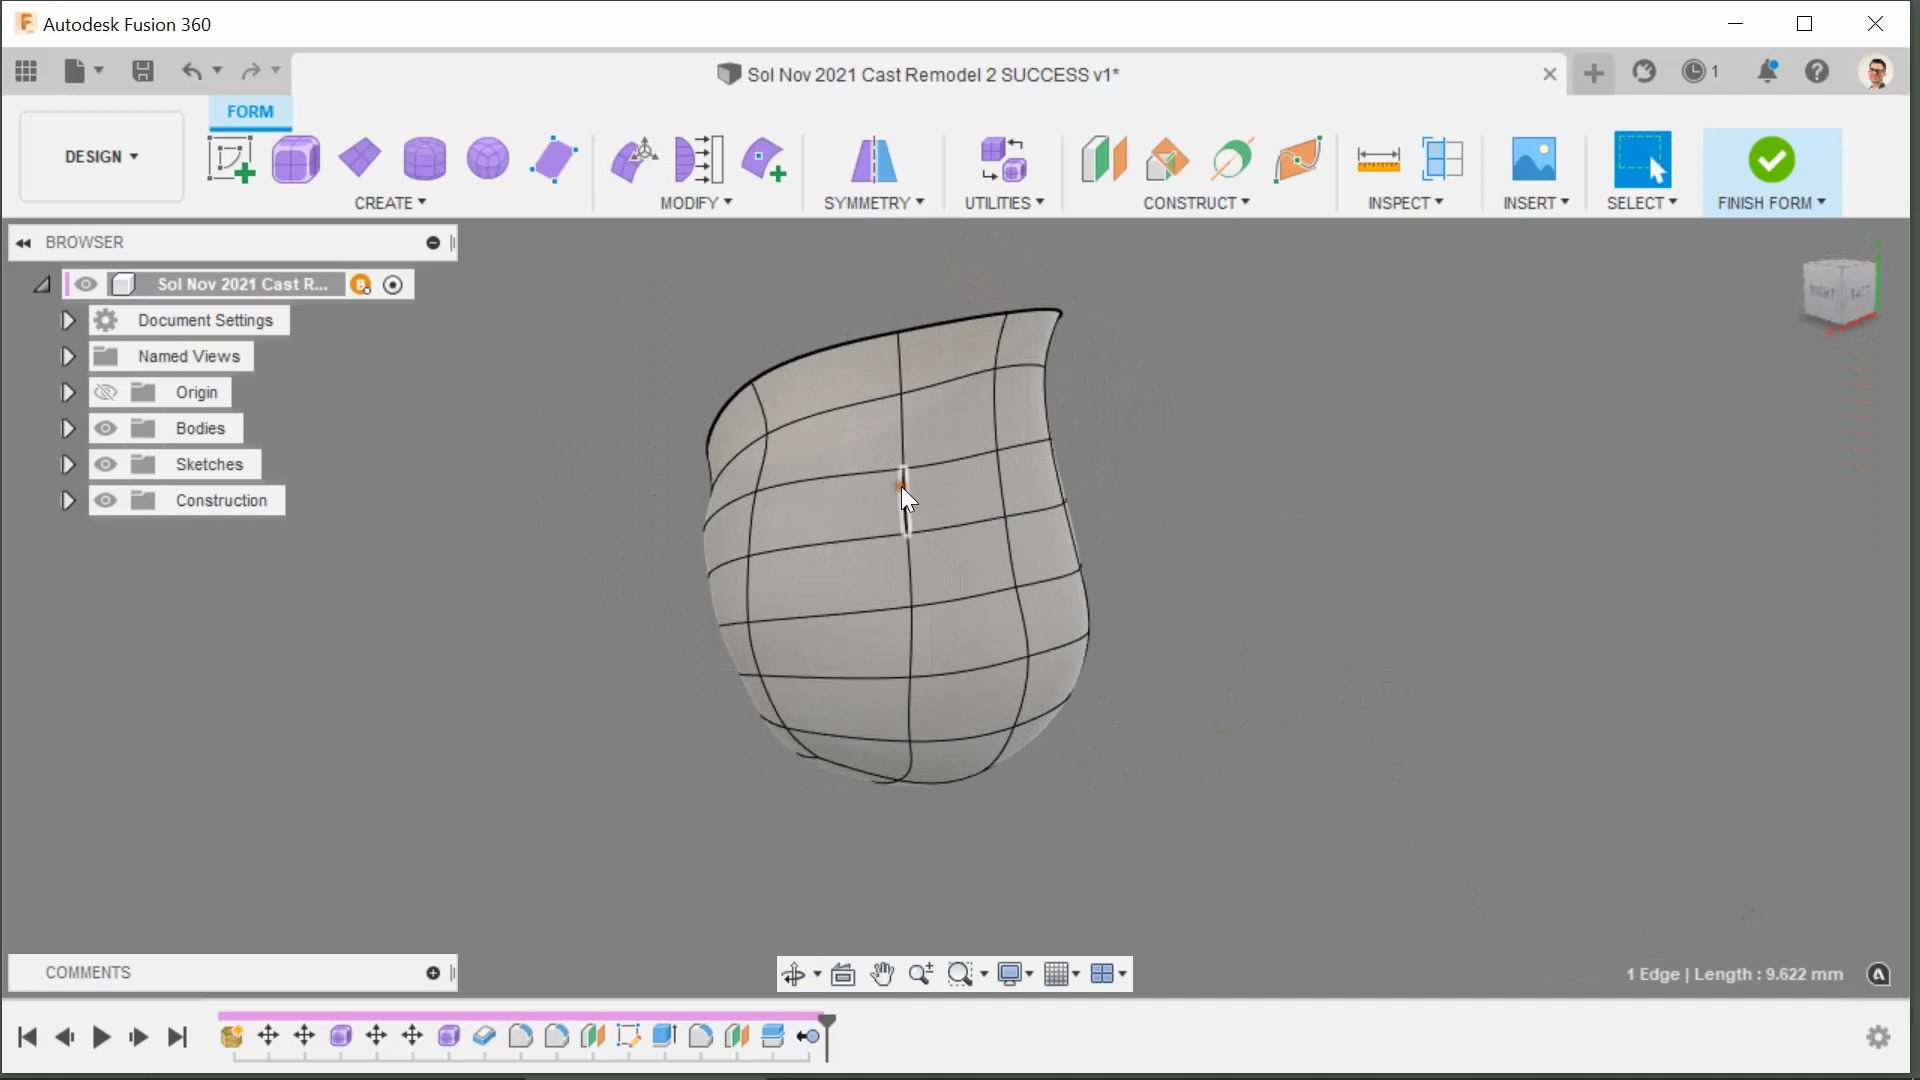 Autodesk Fusion 360
Sol Nov 2021 Cast Remodel 2 SUCCESS v1*
1
FORM
DESIGN
CREATE
MODIFY
SYMMETRY
UTILITIES
CONSTRUCT
INSPECT
INSERT
SELECT
FINISH FORM
BROWSER
Sol Nov 2021 Cast R...
B
Document Settings
Named Views
Origin
Bodies
Sketches
Construction
RIGHT
BACK
COMMENTS
1 Edge | Length : 9.622 mm